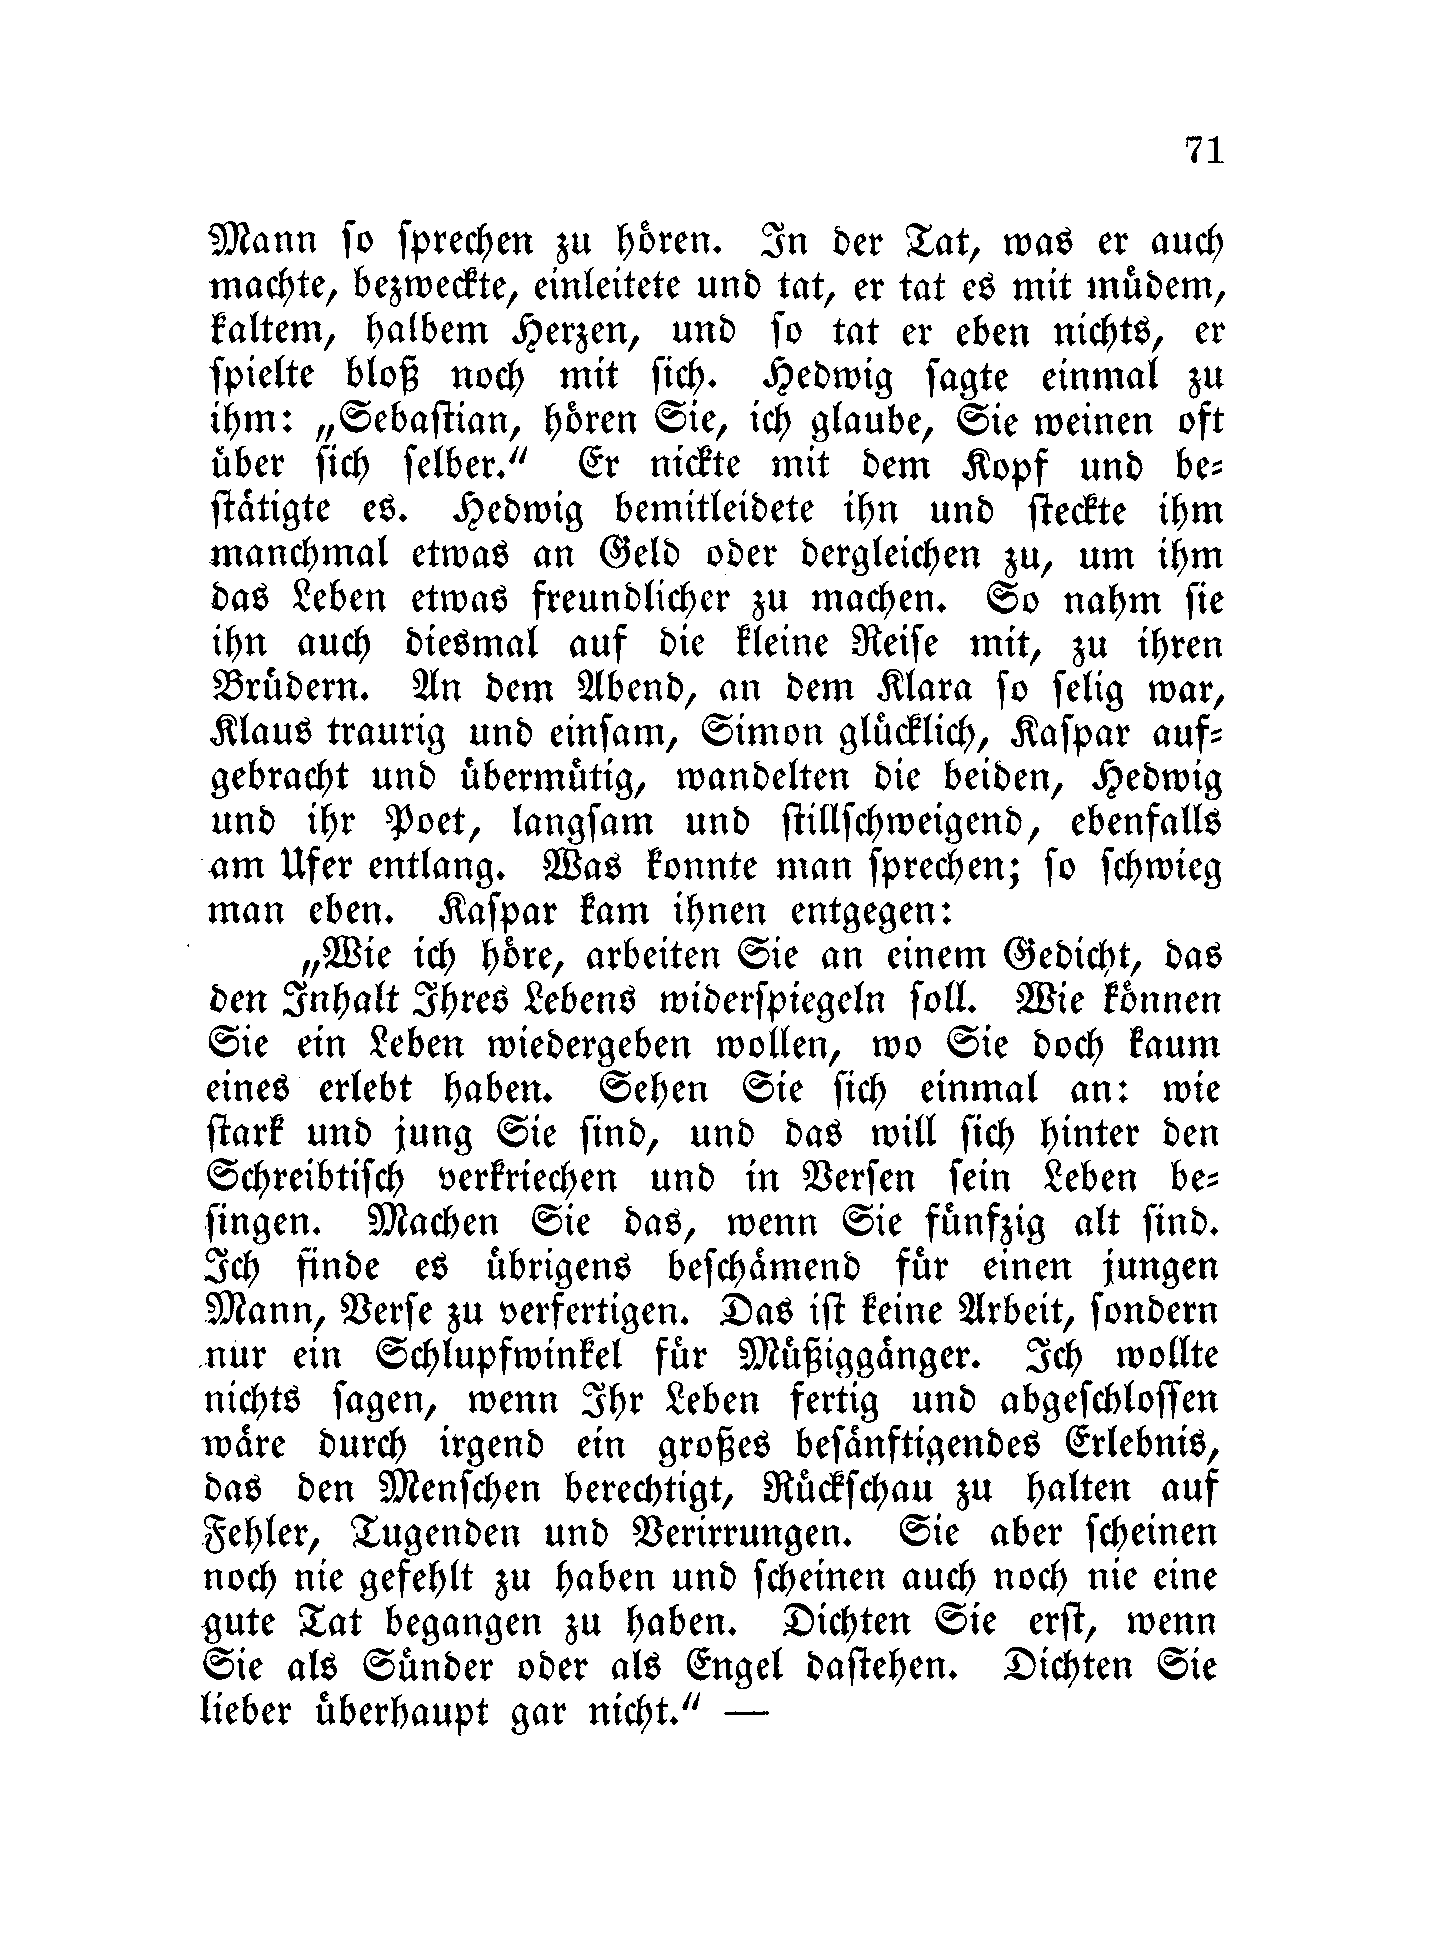 71
Mann so sprechen zu hören. In der Tat, was er auch
machte, bezweckte, einleitete und tat, er tat es mit müdem,
kaltem, halbem Herzen, und so tat er eben nichts, er
spielte bloß noch mit sich. Hedwig sagte einmal zu
ihm: „Sebastian, hören Sie, ich glaube, Sie weinen oft
über sich selber.“ Er nickte mit dem Kopf und be-
stätigte es. Hedwig bemitleidete ihn und steckte ihm
manchmal etwas an Geld oder dergleichen zu, um ihm
das Leben etwas freundlicher zu machen. So nahm sie
ihn auch diesmal auf die kleine Reise mit, zu ihren
Brüdern. An dem Abend, an dem Klara so selig war,
Klaus traurig und einsam, Simon glücklich, Kaspar auf-
gebracht und übermütig, wandelten die beiden, Hedwig
und ihr Poet, langsam und stillschweigend, ebenfalls
am Ufer entlang. Was konnte man sprechen; so schwieg
man eben. Kaspar kam ihnen entgegen:
„Wie ich höre, arbeiten Sie an einem Gedicht, das
den Inhalt Ihres Lebens widerspiegeln soll. Wie können
Sie ein Leben wiedergeben wollen, wo Sie doch kaum
eines erlebt haben. Sehen Sie sich einmal an: wie
stark und jung Sie sind, und das will sich hinter den
Schreibtisch verkriechen und in Versen sein Leben be-
singen. Machen Sie das, wenn Sie fünfzig alt sind.
Ich finde es übrigens beschämend für einen jungen
Mann, Verse zu verfertigen. Das ist keine Arbeit, sondern
nur ein Schlupfwinkel für Müßiggänger. Ich wollte
nichts sagen, wenn Ihr Leben fertig und abgeschlossen
wäre durch irgend ein großes besänftigendes Erlebnis,
das den Menschen berechtigt, Rückschau zu halten auf
Fehler, Tugenden und Verirrungen. Sie aber scheinen
noch nie gefehlt zu haben und scheinen auch noch nie eine
gute Tat begangen zu haben. Dichten Sie erst, wenn
Sie als Sünder oder als Engel dastehen. Dichten Sie
lieber überhaupt gar nicht.“ —